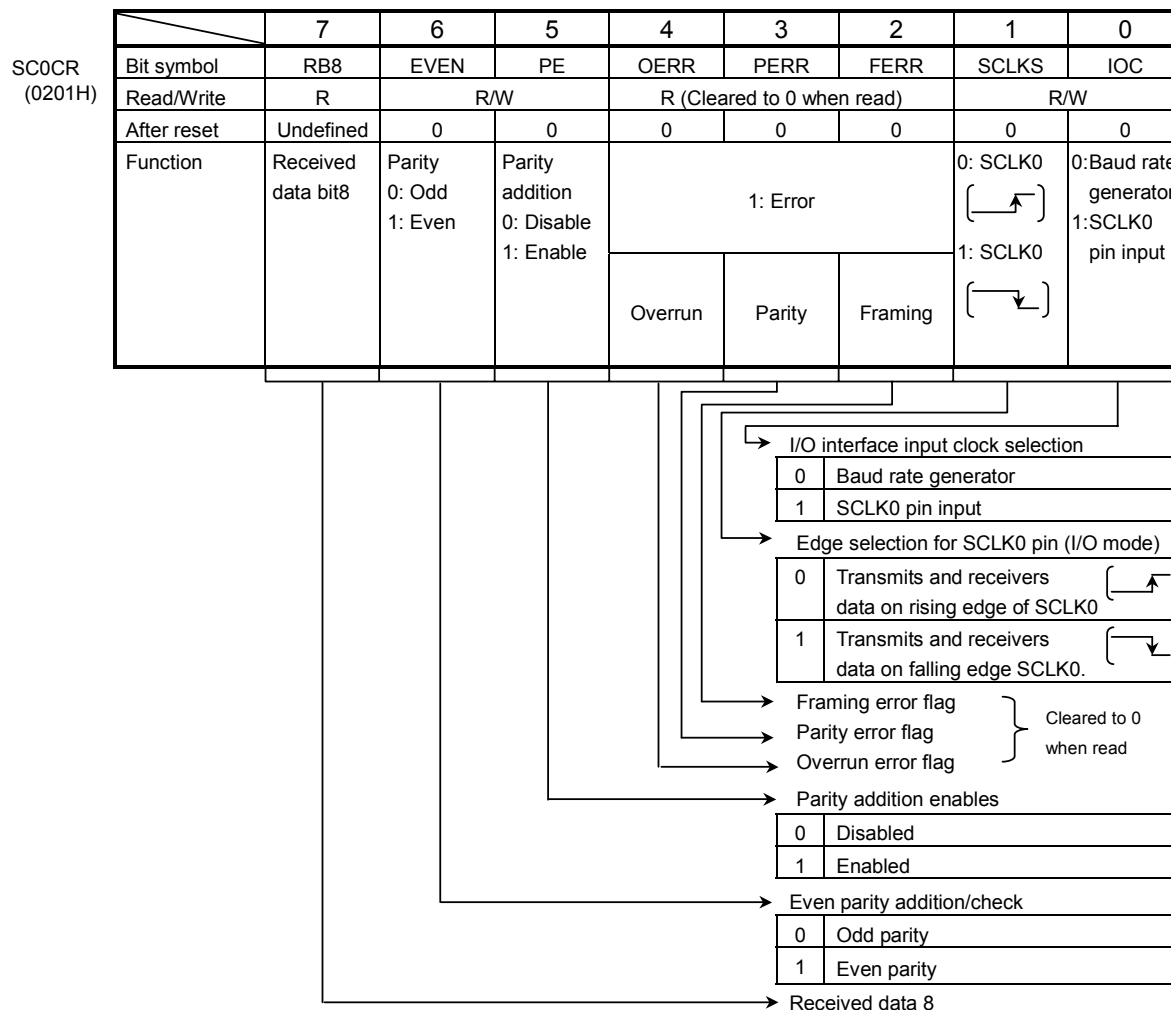 7 6 5 4 3 2 1 0
SC0CR
(0201H)
Bit symbol RB8 EVEN PE OERR PERR FERR SCLKS IOC
Read/Write R R/W R (Cleared to 0 when read) R/W
After reset Undefined 0 0 0 0 0 0 0
Function
Received
data bit8
Parity
0: Odd
1: Even
Parity
addition
0: Disable
1: Enable
1: Error
Overrun
Parity
Framing
0: SCLK0
1: SCLK0
0:Baud rate
generator
1:SCLK0
pin input
I/O interface input clock selection
0 Baud rate generator
1 SCLK0 pin input
Edge selection for SCLK0 pin (I/O mode)
0 Transmits and receivers
data on rising edge of SCLK0
1 Transmits and receivers
data on falling edge SCLK0.
Framing error flag
Parity error flag
Overrun error flag
Cleared to 0
when read
Parity addition enables
0 Disabled
1 Enabled
Even parity addition/check
0 Odd parity
1 Even parity
Received data 8